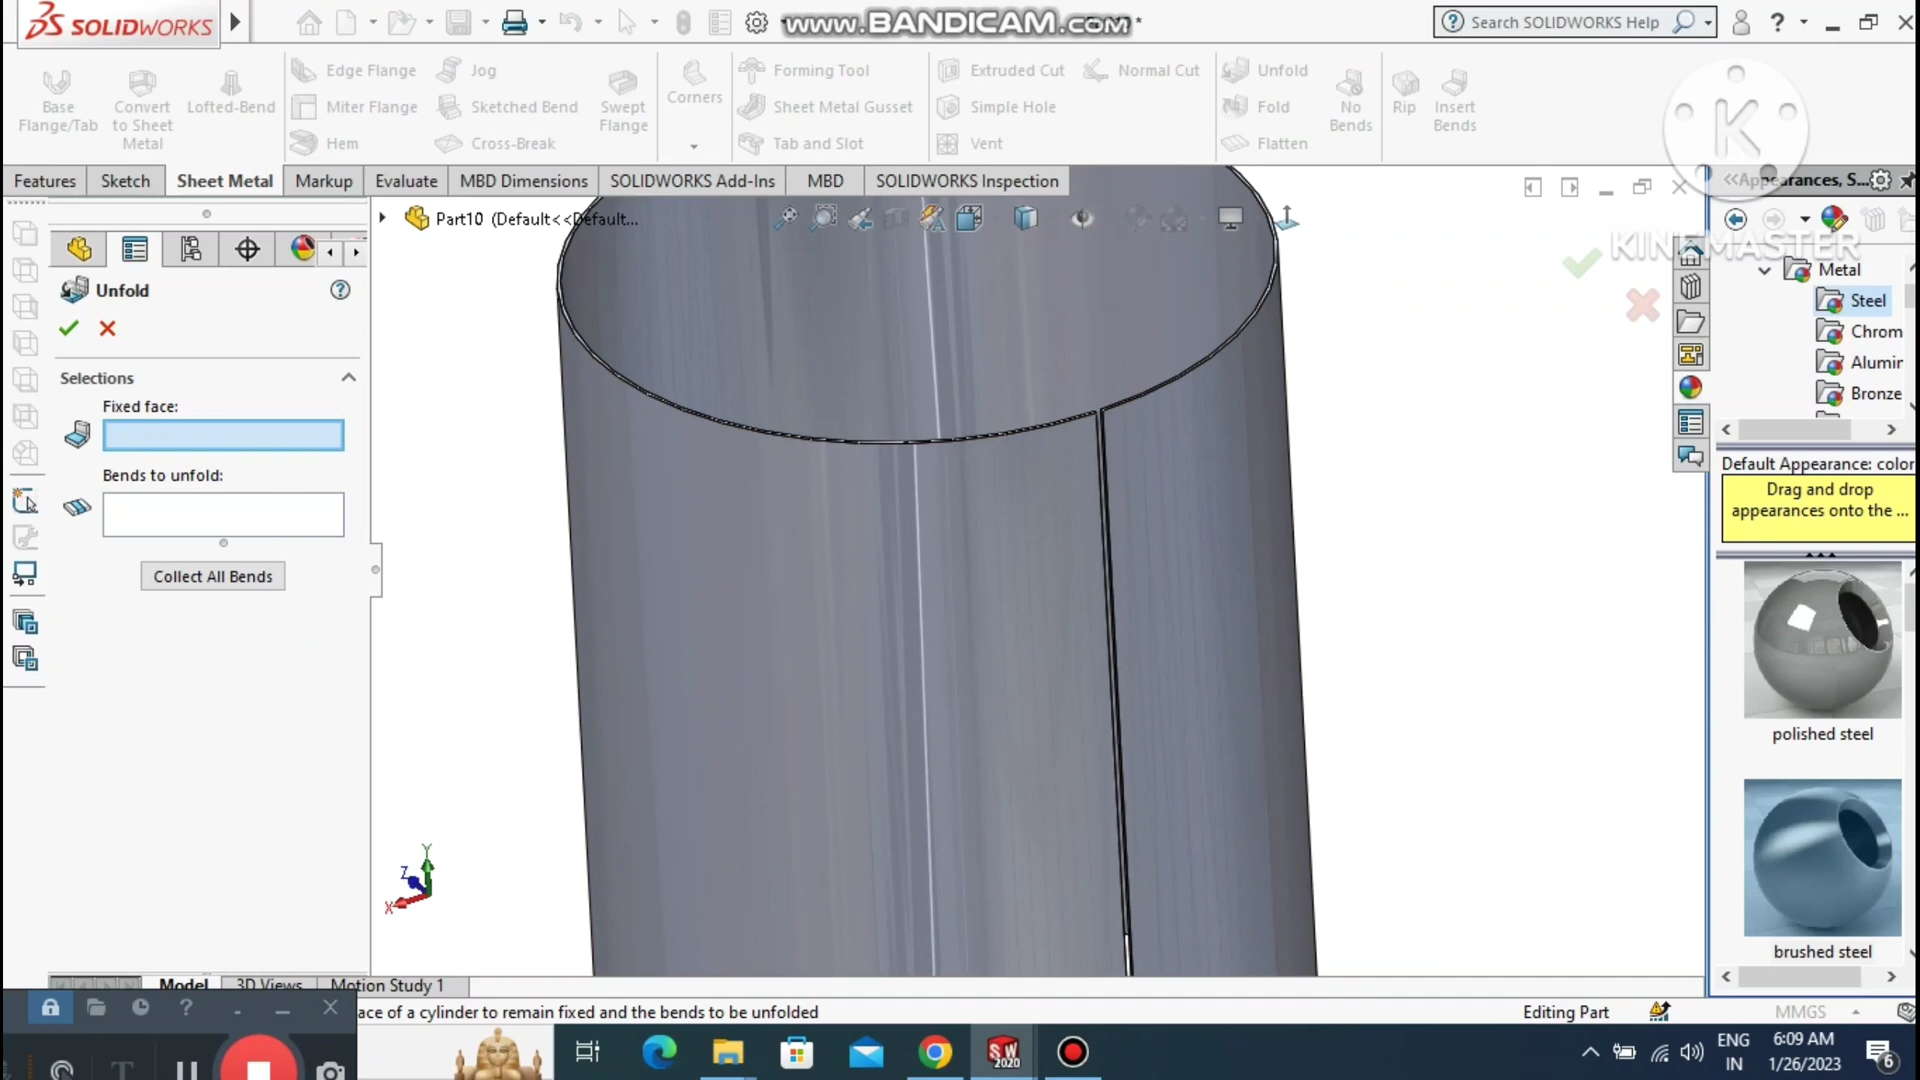 SOLIDWORKS
www.BANDICAM.com
*
Search SOLIDWORKS Help
Base Flange/Tab
Convert to Sheet Metal
Lofted-Bend
Edge Flange
Miter Flange
Hem
Jog
Sketched Bend
Cross-Break
Swept Flange
Corners
Forming Tool
Sheet Metal Gusset
Tab and Slot
Extruded Cut
Simple Hole
Vent
Normal Cut
Unfold
Fold
Flatten
No Bends
Rip
Insert Bends
K
KINEMASTER
Features
Sketch
Sheet Metal
Markup
Evaluate
MBD Dimensions
SOLIDWORKS Add-Ins
MBD
SOLIDWORKS Inspection
Appearances, S...
Part10 (Default<<Default...
Unfold
Selections
Fixed face:
Bends to unfold:
Collect All Bends
Metal
Steel
Chrom
Alumin
Bronze
Default Appearance: color
Drag and drop
appearances onto the ...
polished steel
brushed steel
Y
Z
X
Model
3D Views
Motion Study 1
ace of a cylinder to remain fixed and the bends to be unfolded
Editing Part
MMGS
SW
2020
ENG
IN
6:09 AM
1/26/2023
6